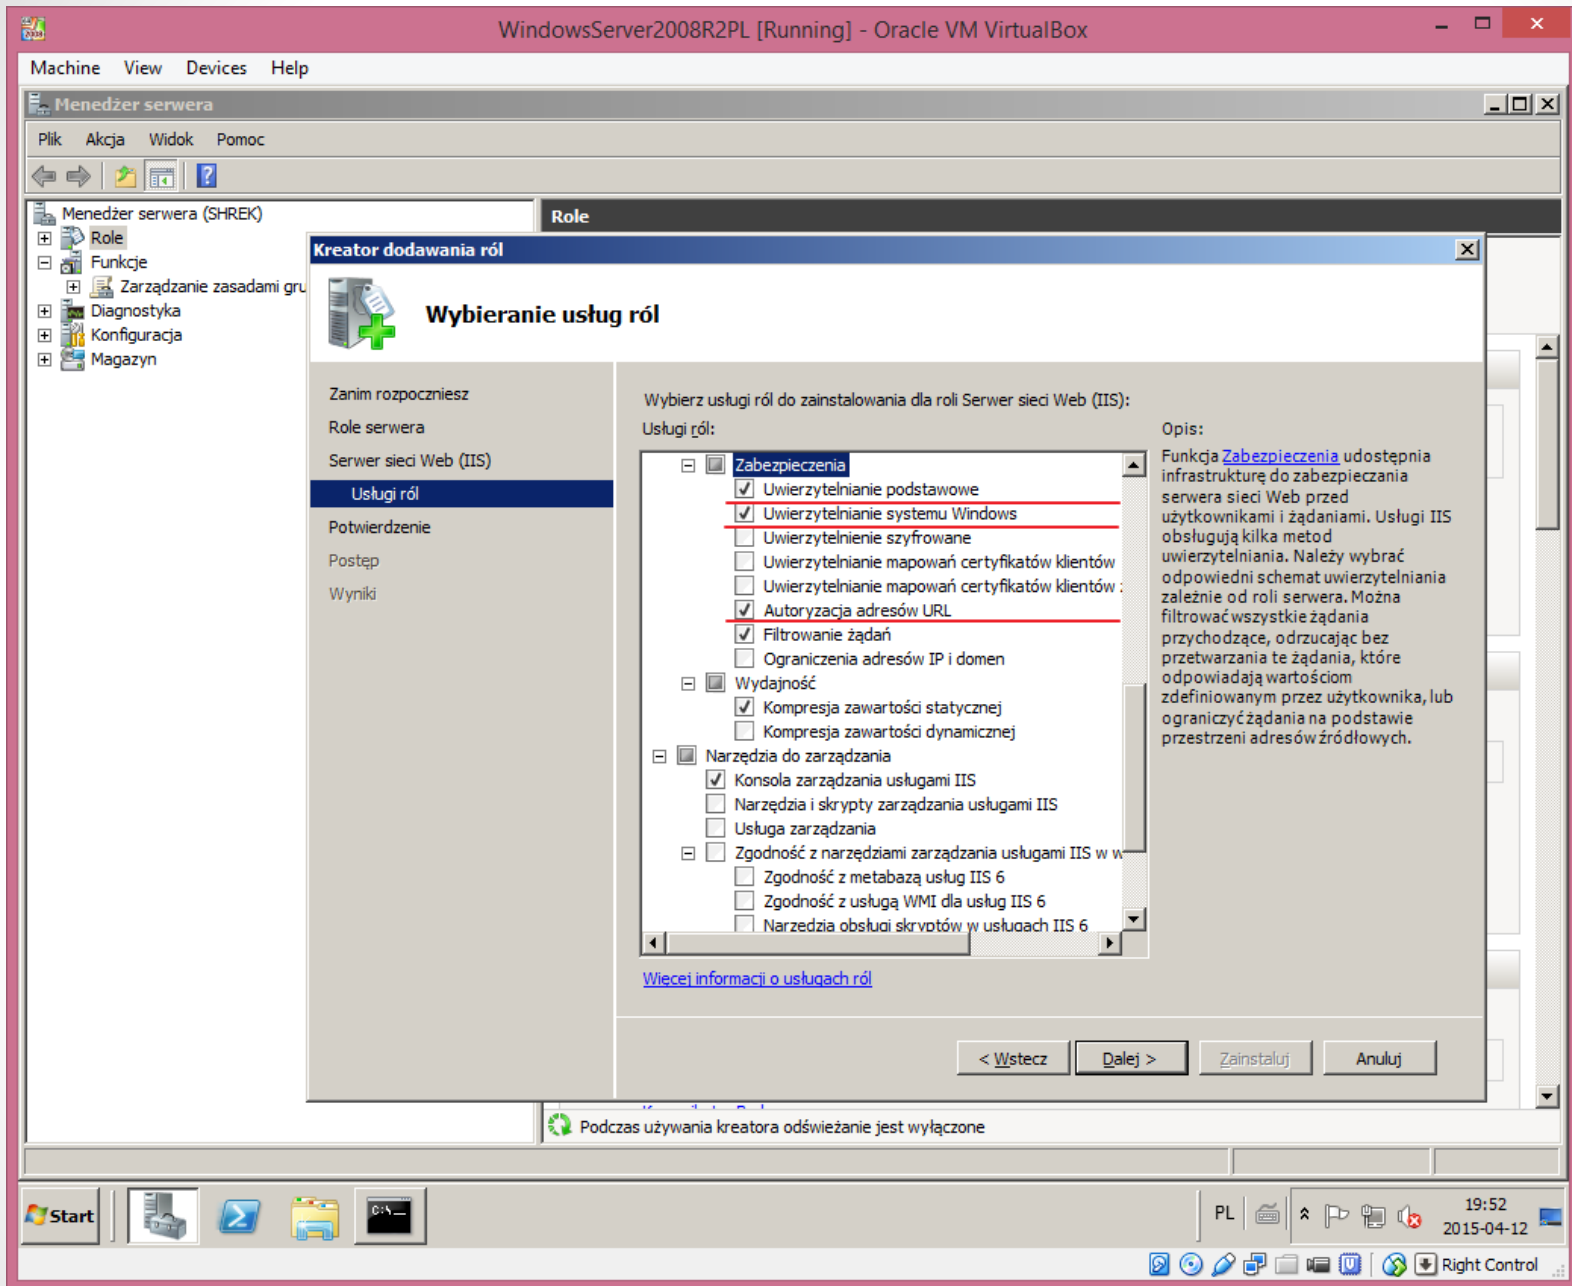 WindowsServer2008R2PL [Running] - Oracle VM VirtualBox
Machine View Devices Help
Menedżer serwera
Plik Akcja Widok Pomoc
Menedżer serwera (SHREK)
Role
Funkcje
Zarządzanie zasadami gru
Diagnostyka
Konfiguracja
Magazyn
Role
Kreator dodawania ról
Wybieranie usług ról
Zanim rozpoczniesz
Role serwera
Serwer sieci Web (IIS)
Usługi ról
Potwierdzenie
Postęp
Wyniki
Wybierz usługi ról do zainstalowania dla roli Serwer sieci Web (IIS):
Usługi ról:
Zabezpieczenia
Uwierzytelnianie podstawowe
Uwierzytelnianie systemu Windows
Uwierzytelnienie szyfrowane
Uwierzytelnianie mapowań certyfikatów klientów
Uwierzytelnianie mapowań certyfikatów klientów z
Autoryzacja adresów URL
Filtrowanie żądań
Ograniczenia adresów IP i domen
Wydajność
Kompresja zawartości statycznej
Kompresja zawartości dynamicznej
Narzędzia do zarządzania
Konsola zarządzania usługami IIS
Narzędzia i skrypty zarządzania usługami IIS
Usługa zarządzania
Zgodność z narzędziami zarządzania usługami IIS w w
Zgodność z metabazą usług IIS 6
Zgodność z usługą WMI dla usług IIS 6
Narzędzia obsługi skryptów w usługach IIS 6
Więcej informacji o usługach ról
Opis:
Funkcja Zabezpieczenia udostępnia
infrastrukturę do zabezpieczania
serwera sieci Web przed
użytkownikami i żądaniami. Usługi IIS
obsługują kilka metod
uwierzytelniania. Należy wybrać
odpowiedni schemat uwierzytelniania
zależnie od roli serwera. Można
filtrować wszystkie żądania
przychodzące, odrzucając bez
przetwarzania te żądania, które
odpowiadają wartościom
zdefiniowanym przez użytkownika, lub
ograniczyć żądania na podstawie
przestrzeni adresów źródłowych.
< Wstecz
Dalej >
Zainstaluj
Anuluj
Podczas używania kreatora odświeżanie jest wyłączone
Start
C:\
PL
19:52
2015-04-12
Right Control